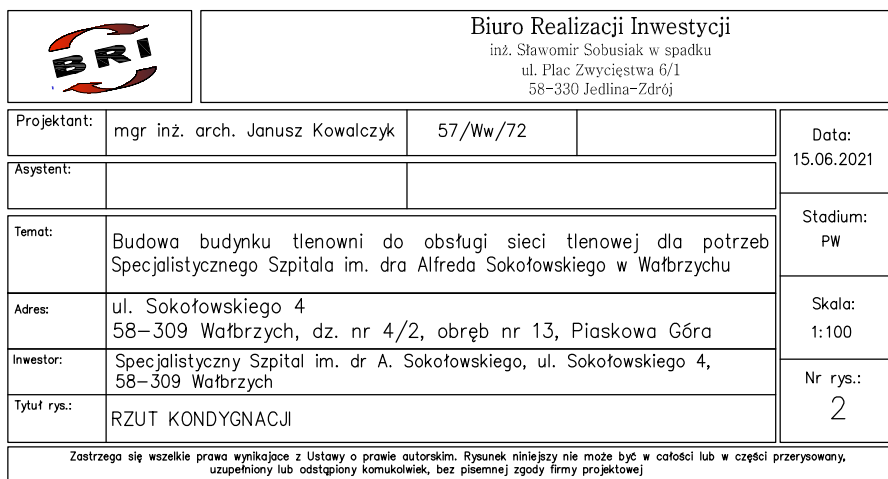 BRI
Biuro Realizacji Inwestycji
inż. Sławomir Sobusiak w spadku
ul. Plac Zwycięstwa 6/1
58-330 Jedlina-Zdrój
Projektant:
mgr inż. arch. Janusz Kowalczyk
57/Ww/72
Data:
15.06.2021
Asystent:
Stadium:
PW
Temat:
Budowa budynku tlenowni do obsługi sieci tlenowej dla potrzeb
Specjalistycznego Szpitala im. dra Alfreda Sokołowskiego w Wałbrzychu
Skala:
1:100
Adres:
ul. Sokołowskiego 4
58-309 Wałbrzych, dz. nr 4/2, obręb nr 13, Piaskowa Góra
Inwestor:
Specjalistyczny Szpital im. dr A. Sokołowskiego, ul. Sokołowskiego 4,
58-309 Wałbrzych
Nr rys.:
2
Tytuł rys.:
RZUT KONDYGNACJI
Zastrzega się wszelkie prawa wynikajace z Ustawy o prawie autorskim. Rysunek niniejszy nie może być w całości lub w części przerysowany,
uzupełniony lub odstąpiony komukolwiek, bez pisemnej zgody firmy projektowej